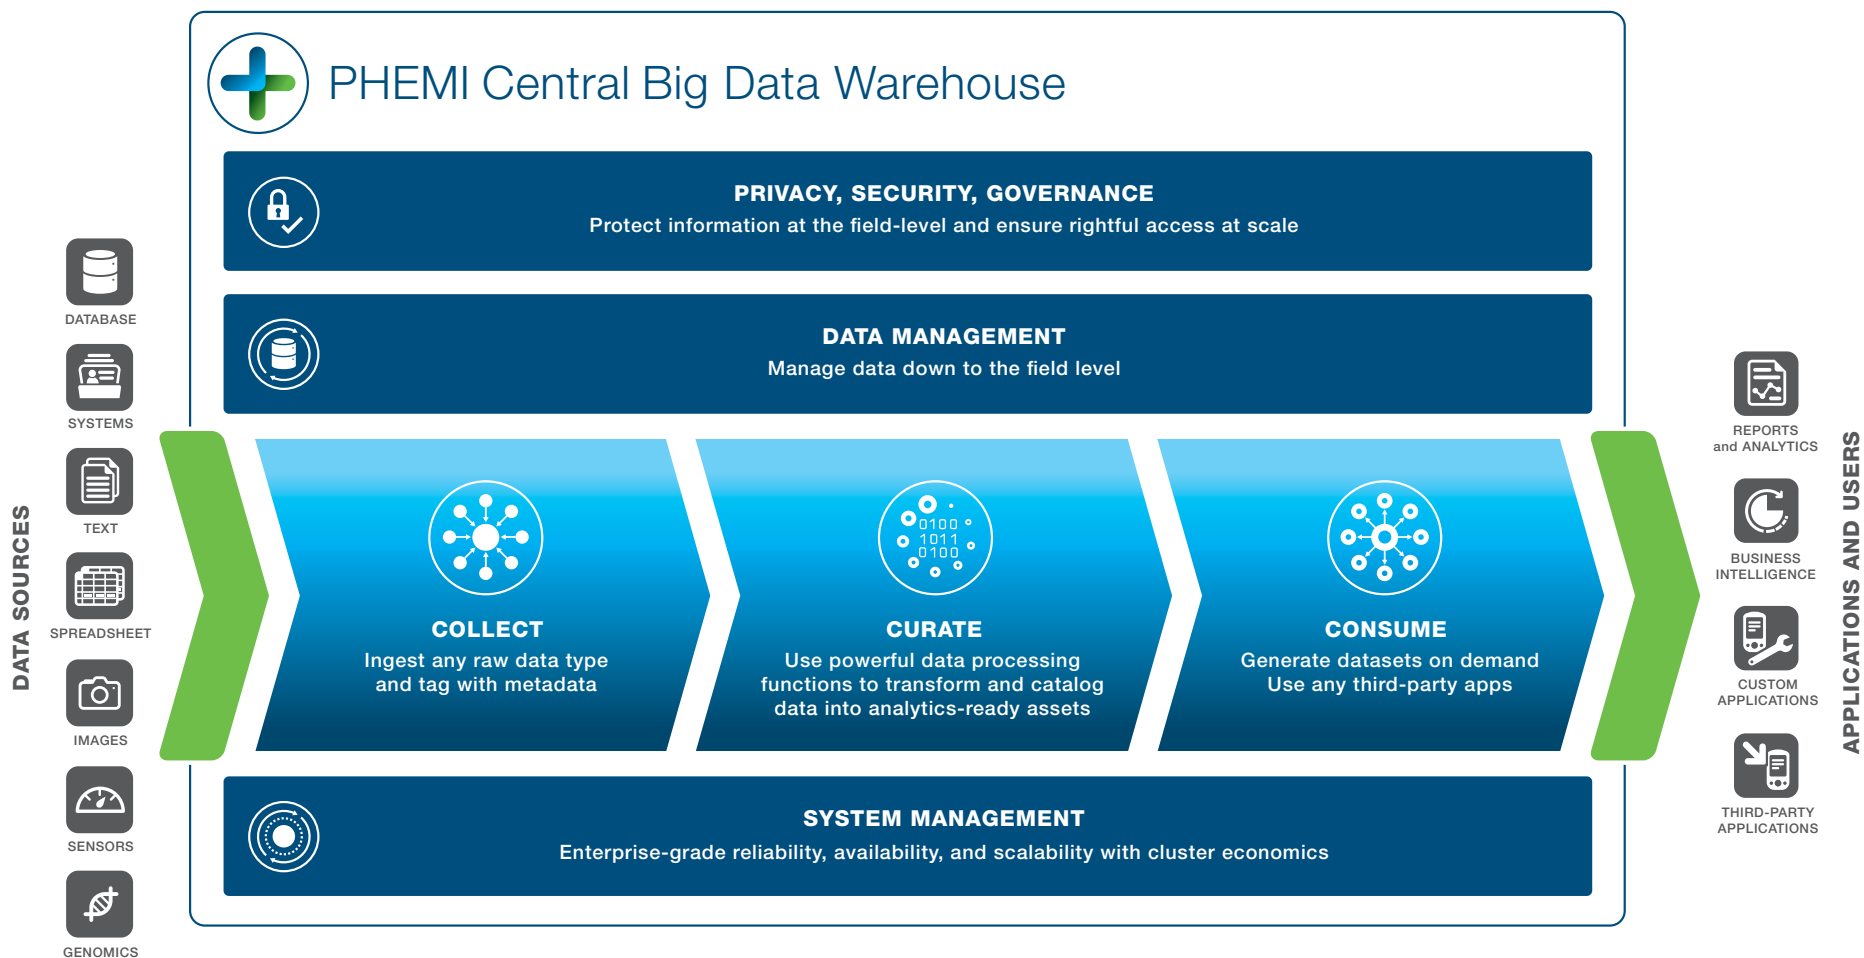 PHEMI Central Big Data Warehouse
PRIVACY, SECURITY, GOVERNANCE
Protect information at the field-level and ensure rightful access at scale
DATA MANAGEMENT
Manage data down to the field level
DATA SOURCES
DATABASE
SYSTEMS
TEXT
SPREADSHEET
IMAGES
SENSORS
GENOMICS
0100
1011
0100
COLLECT
Ingest any raw data type
and tag with metadata
CURATE
Use powerful data processing
functions to transform and catalog
data into analytics-ready assets
CONSUME
Generate datasets on demand
Use any third-party apps
SYSTEM MANAGEMENT
Enterprise-grade reliability, availability, and scalability with cluster economics
REPORTS
and ANALYTICS
BUSINESS
INTELLIGENCE
CUSTOM
APPLICATIONS
THIRD-PARTY
APPLICATIONS
APPLICATIONS AND USERS